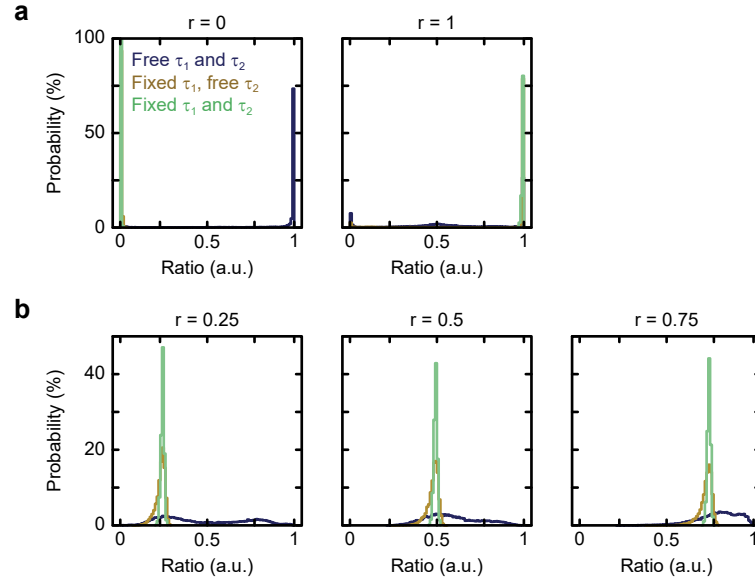 a
r = 0
r = 1
100
50
0
Probability (%)
Free τ1 and τ2
Fixed τ1, free τ2
Fixed τ1 and τ2
0 0.5 1
0 0.5 1
Ratio (a.u.)
Ratio (a.u.)
b
r = 0.25
r = 0.5
r = 0.75
40
20
0
Probability (%)
0 0.5 1
0 0.5 1
0 0.5 1
Ratio (a.u.)
Ratio (a.u.)
Ratio (a.u.)